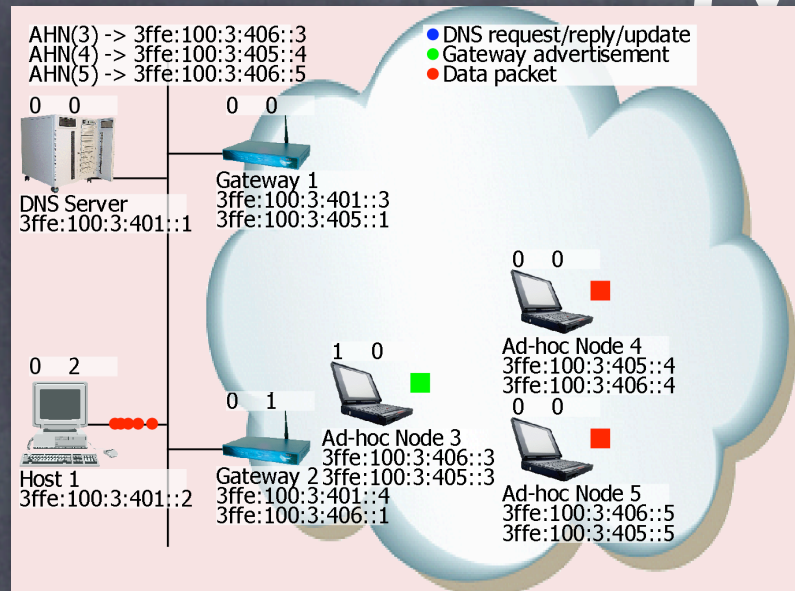 AHN(3) -> 3ffe:100:3:406::3
AHN(4) -> 3ffe:100:3:405::4
AHN(5) -> 3ffe:100:3:406::5
DNS request/reply/update
Gateway advertisement
Data packet
0 0
DNS Server
3ffe:100:3:401::1
0 0
Gateway 1
3ffe:100:3:401::3
3ffe:100:3:405::1
0 0
Ad-hoc Node 4
3ffe:100:3:405::4
3ffe:100:3:406::4
0 2
Host 1
3ffe:100:3:401::2
0 1
Gateway 2
3ffe:100:3:401::4
3ffe:100:3:406::1
1 0
Ad-hoc Node 3
3ffe:100:3:406::3
3ffe:100:3:405::3
0 0
Ad-hoc Node 5
3ffe:100:3:406::5
3ffe:100:3:405::5